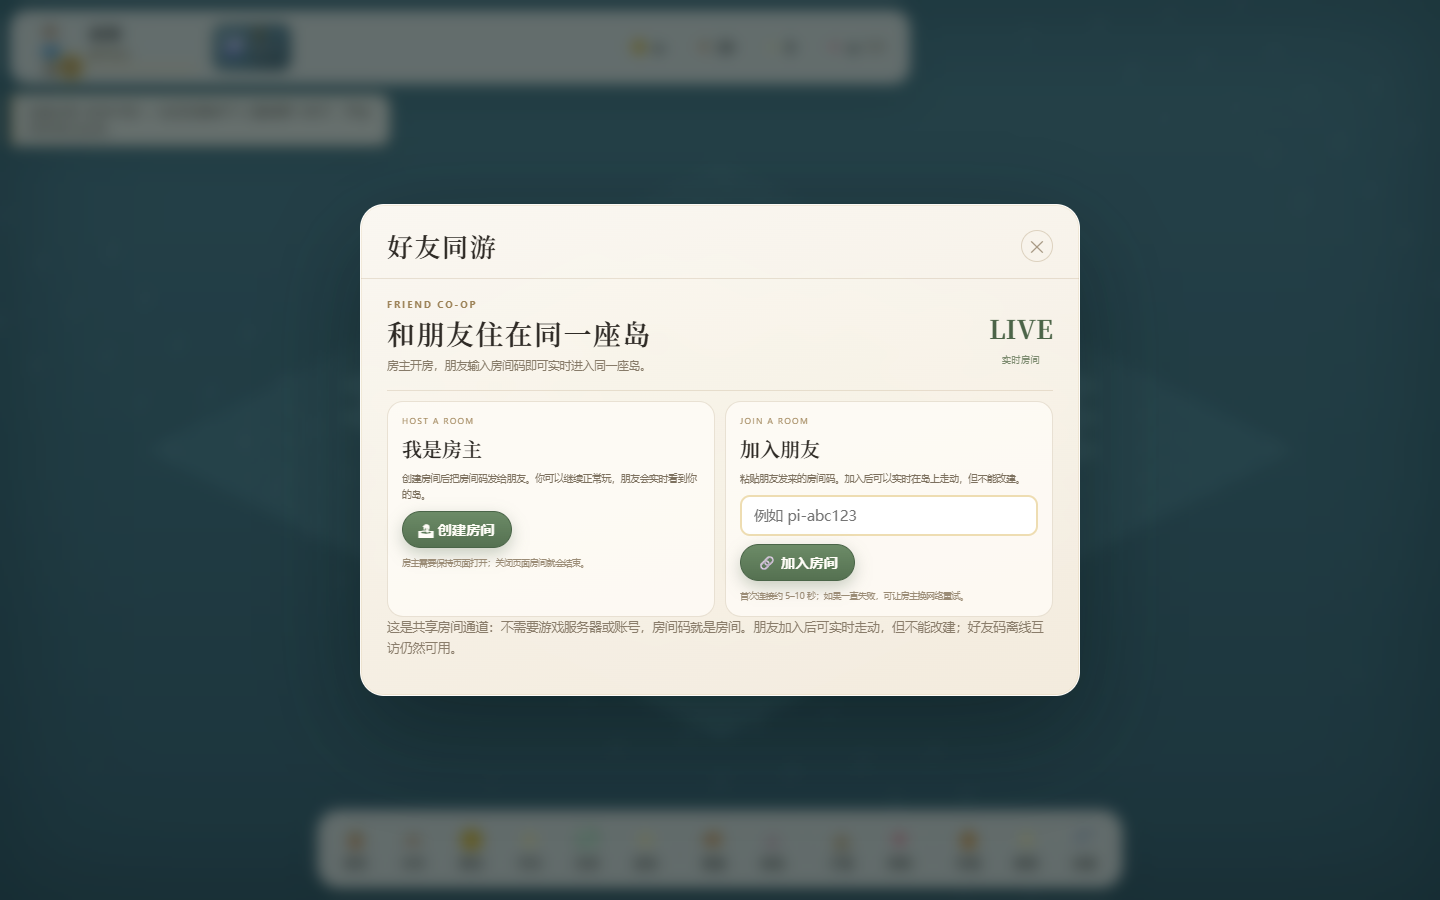 好友同游
FRIEND CO-OP
和朋友住在同一座岛
房主开房，朋友输入房间码即可实时进入同一座岛。
LIVE
实时房间
HOST A ROOM
我是房主
创建房间后把房间码发给朋友。你可以继续正常玩，朋友会实时看到你
的岛。
创建房间
房主需要保持页面打开；关闭页面房间就会结束。
JOIN A ROOM
加入朋友
粘贴朋友发来的房间码。加入后可以实时在岛上走动，但不能改建。
例如 pi-abc123
加入房间
首次连接约 5–10 秒；如果一直失败，可让房主换网络重试。
这是共享房间通道：不需要游戏服务器或账号，房间码就是房间。朋友加入后可实时走动，但不能改建；好友码离线互
访仍然可用。